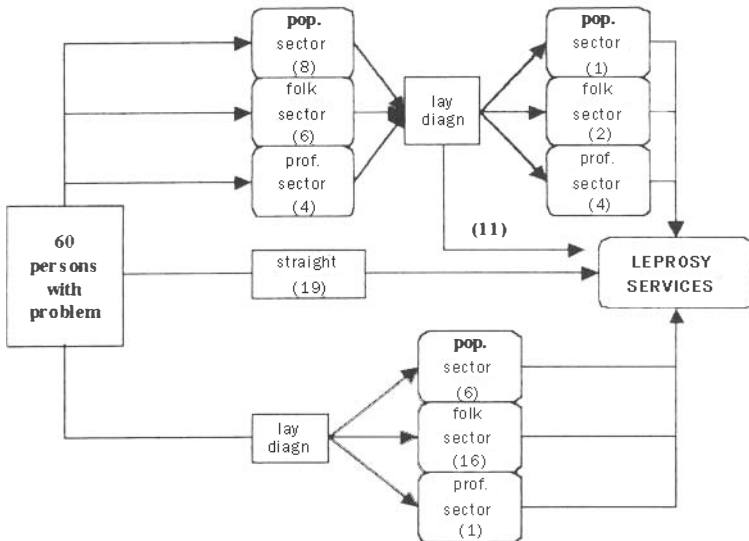 pop.
sector
(8)
folk
sector
(6)
prof.
sector
(4)
lay
diagn
pop.
sector
(1)
folk
sector
(2)
prof.
sector
(4)
60
persons
with
problem
(11)
straight
(19)
LEPROSY
SERVICES
lay
diagn
pop.
sector
(6)
folk
sector
(16)
prof.
sector
(1)